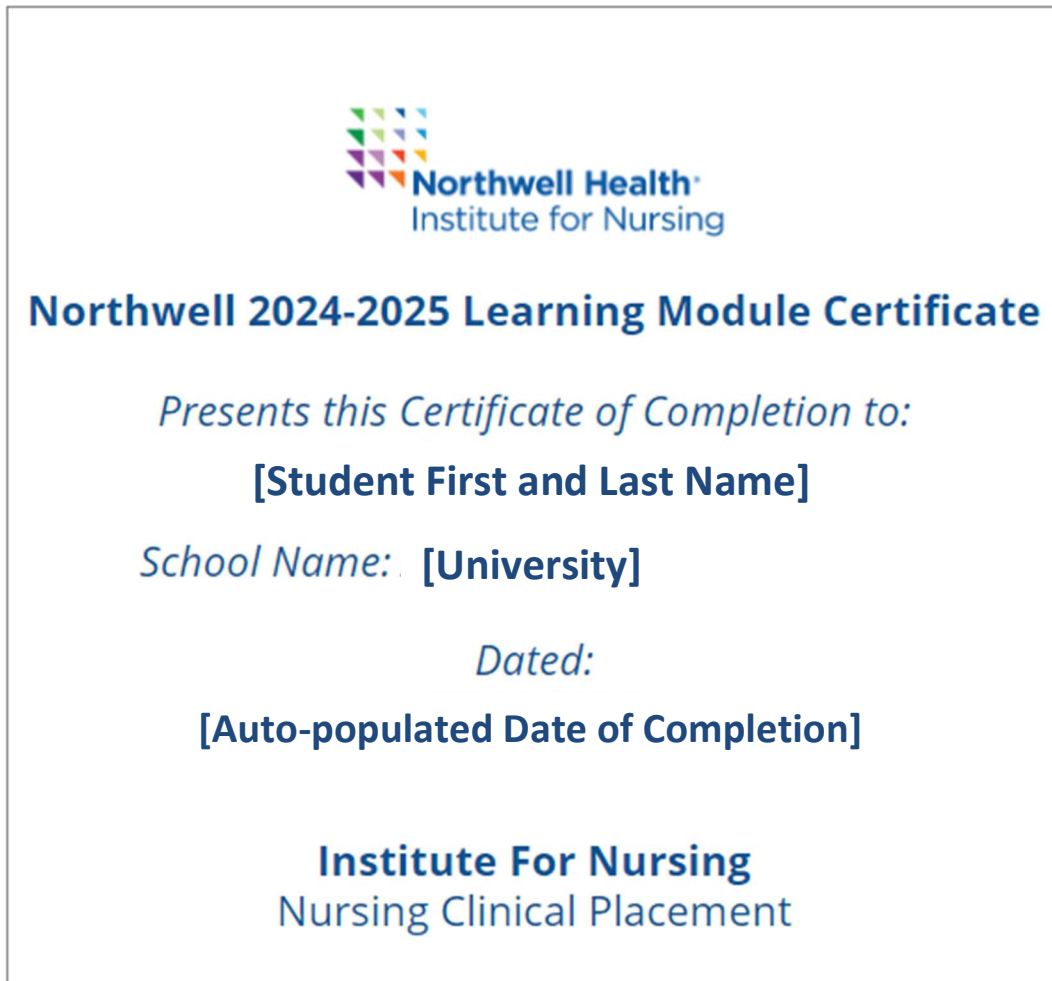 Northwell Health
Institute for Nursing
Northwell 2024-2025 Learning Module Certificate
Presents this Certificate of Completion to:
[Student First and Last Name]
School Name: [University]
Dated:
[Auto-populated Date of Completion]
Institute For Nursing
Nursing Clinical Placement